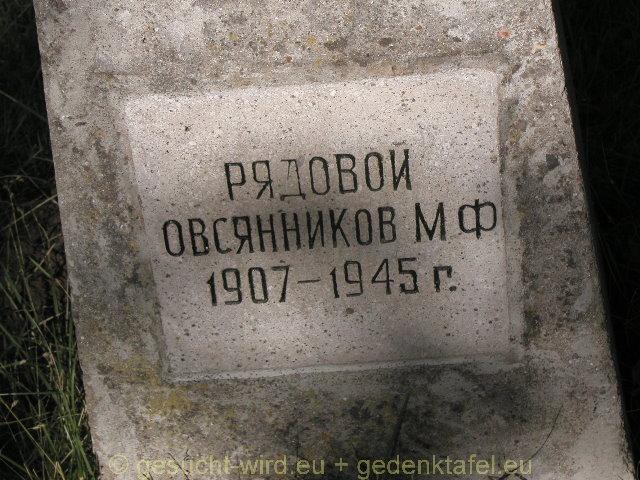 РЯДОВОЙ
ОВСЯННИКОВ М Ф
1907–1945 г.
© gesucht-wird.eu + gedenktafel.eu